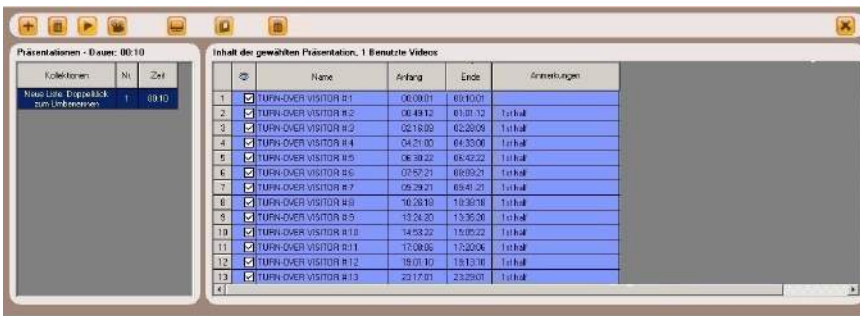 Präsentationen - Dauer: 00:10
Kollektionen Nr. Zeit
Neue Liste. Doppelklick zum Umbenennen 1 00:10
Inhalt der gewählten Präsentation, 1 Benutzte Videos
Name Anfang Ende Anmerkungen
1 TURN-OVER VISITOR #:1 00:00:01 00:10:01
2 TURN-OVER VISITOR #:2 00:49:12 01:01:12 1st half
3 TURN-OVER VISITOR #:3 02:16:09 02:28:09 1st half
4 TURN-OVER VISITOR #:4 04:21:00 04:33:00 1st half
5 TURN-OVER VISITOR #:5 06:30:22 06:42:22 1st half
6 TURN-OVER VISITOR #:6 07:57:21 08:09:21 1st half
7 TURN-OVER VISITOR #:7 09:29:21 09:41:21 1st half
8 TURN-OVER VISITOR #:8 10:26:18 10:38:18 1st half
9 TURN-OVER VISITOR #:9 13:24:20 13:36:20 1st half
10 TURN-OVER VISITOR #:10 14:53:22 15:05:22 1st half
11 TURN-OVER VISITOR #:11 17:08:06 17:20:06 1st half
12 TURN-OVER VISITOR #:12 19:01:10 19:13:10 1st half
13 TURN-OVER VISITOR #:13 23:17:01 23:29:01 1st half